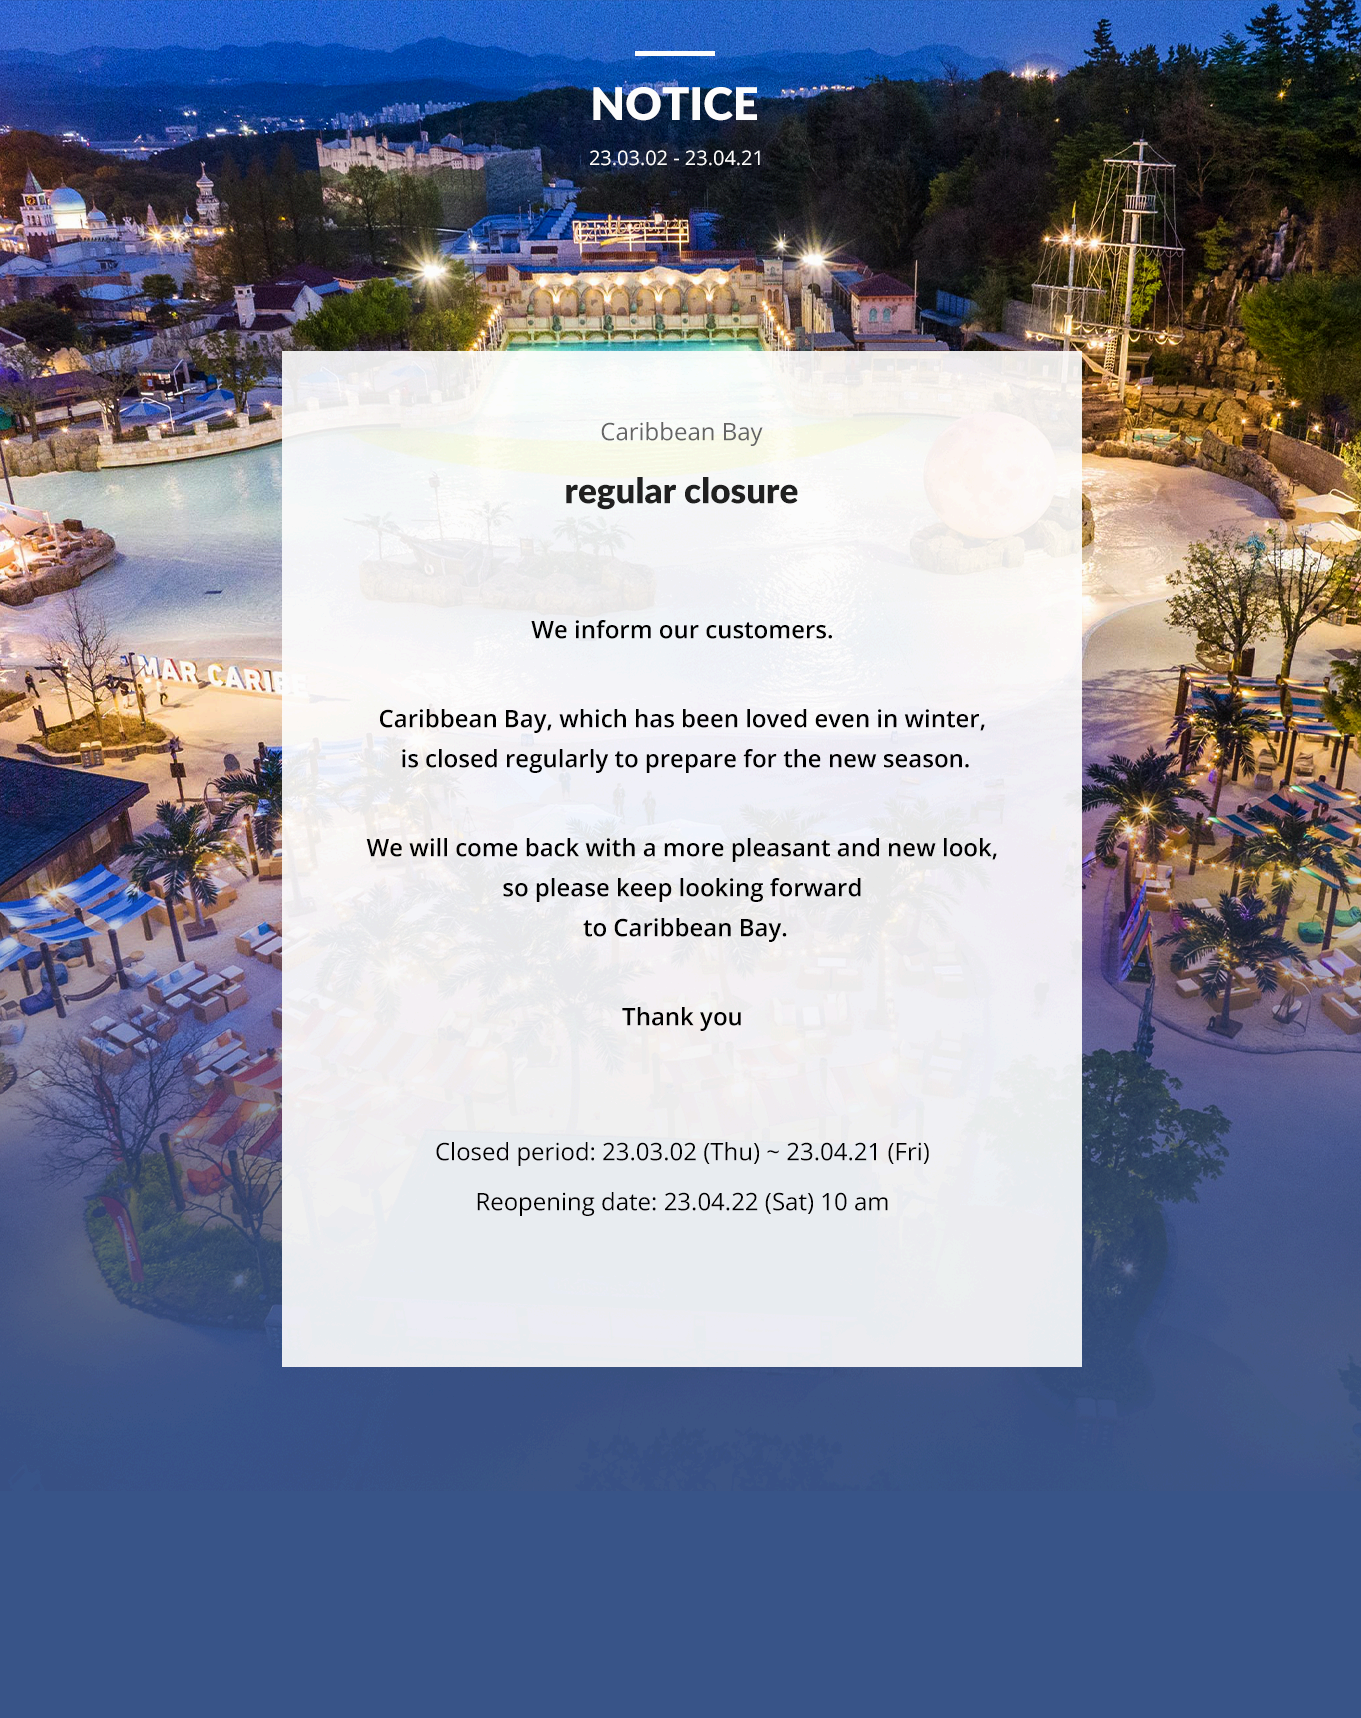 NOTICE
23.03.02 - 23.04.21
Caribbean Bay
regular closure
MAR CARIBE
We inform our customers.
Caribbean Bay, which has been loved even in winter,
is closed regularly to prepare for the new season.
We will come back with a more pleasant and new look,
so please keep looking forward
to Caribbean Bay.
Thank you
Closed period: 23.03.02 (Thu) ~ 23.04.21 (Fri)
Reopening date: 23.04.22 (Sat) 10 am